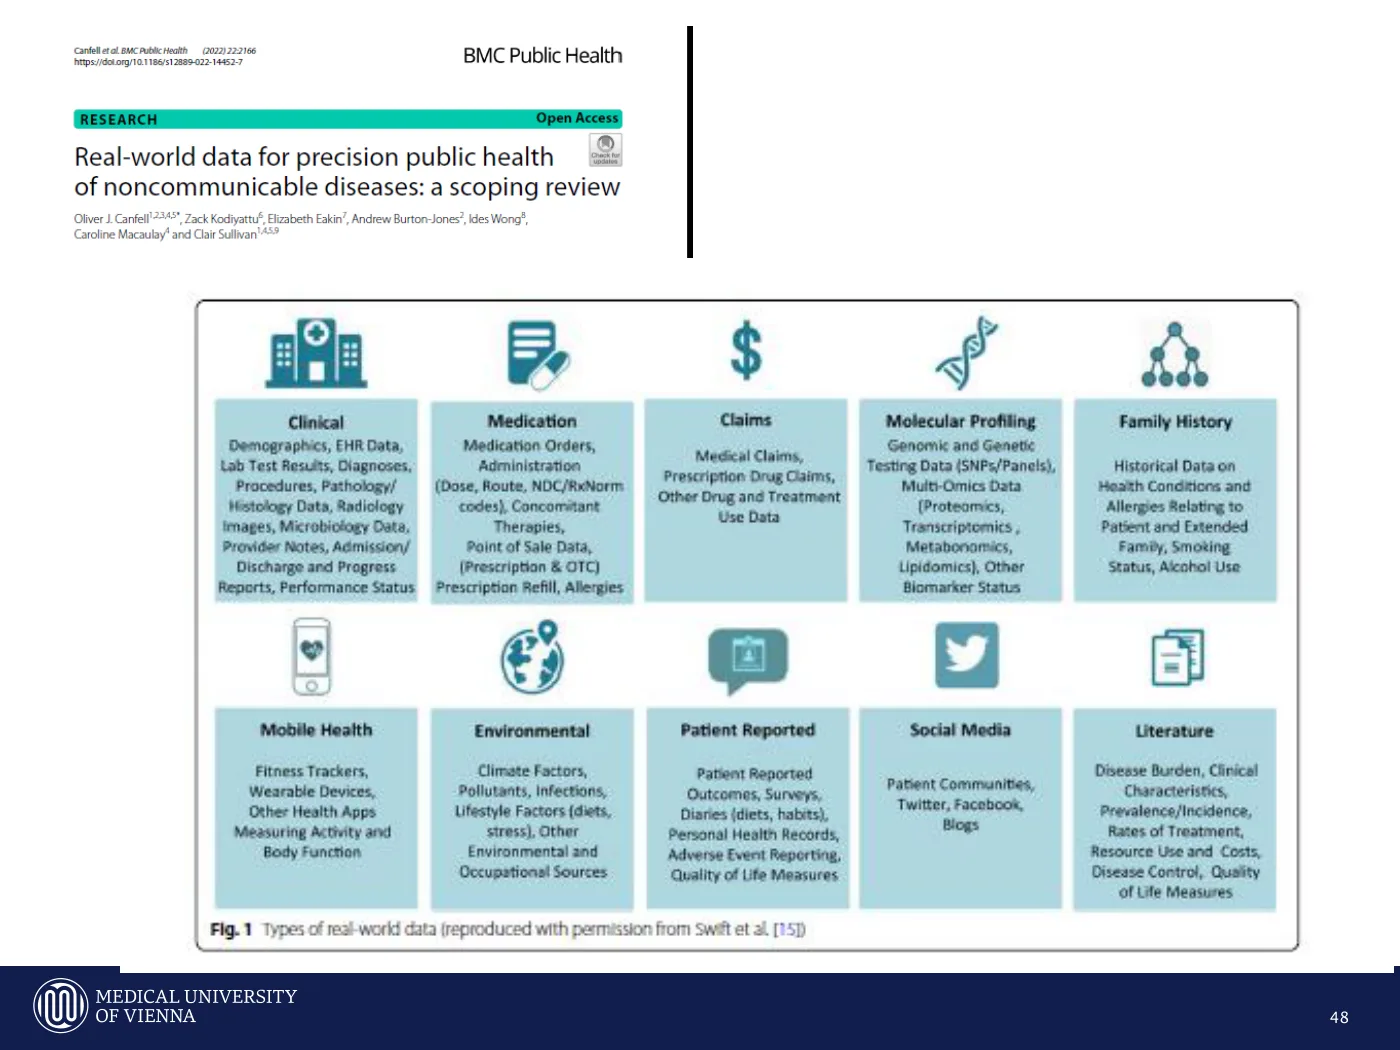 Canfell et al. BMC Public Health (2022) 22:2166
https://doi.org/10.1186/s12889-022-14452-7
BMC Public Health
RESEARCH
Open Access
Check for
updates
Real-world data for precision public health
of noncommunicable diseases: a scoping review
Oliver J. Canfell1,2,3,4,5*, Zack Kodiyattu6, Elizabeth Eakin7, Andrew Burton-Jones2, Ides Wong8,
Caroline Macaulay4 and Clair Sullivan1,4,5,9
Clinical
Demographics, EHR Data,
Lab Test Results, Diagnoses,
Procedures, Pathology/
Histology Data, Radiology
Images, Microbiology Data,
Provider Notes, Admission/
Discharge and Progress
Reports, Performance Status
Medication
Medication Orders,
Administration
(Dose, Route, NDC/RxNorm
codes), Concomitant
Therapies,
Point of Sale Data,
(Prescription & OTC)
Prescription Refill, Allergies
Claims
Medical Claims,
Prescription Drug Claims,
Other Drug and Treatment
Use Data
Molecular Profiling
Genomic and Genetic
Testing Data (SNPs/Panels),
Multi-Omics Data
(Proteomics,
Transcriptomics ,
Metabonomics,
Lipidomics), Other
Biomarker Status
Family History
Historical Data on
Health Conditions and
Allergies Relating to
Patient and Extended
Family, Smoking
Status, Alcohol Use
Mobile Health
Fitness Trackers,
Wearable Devices,
Other Health Apps
Measuring Activity and
Body Function
Environmental
Climate Factors,
Pollutants, Infections,
Lifestyle Factors (diets,
stress), Other
Environmental and
Occupational Sources
Patient Reported
Patient Reported
Outcomes, Surveys,
Diaries (diets, habits),
Personal Health Records,
Adverse Event Reporting,
Quality of Life Measures
Social Media
Patient Communities,
Twitter, Facebook,
Blogs
Literature
Disease Burden, Clinical
Characteristics,
Prevalence/Incidence,
Rates of Treatment,
Resource Use and Costs,
Disease Control, Quality
of Life Measures
Fig. 1 Types of real-world data (reproduced with permission from Swift et al. [15])
MEDICAL UNIVERSITY
OF VIENNA
48